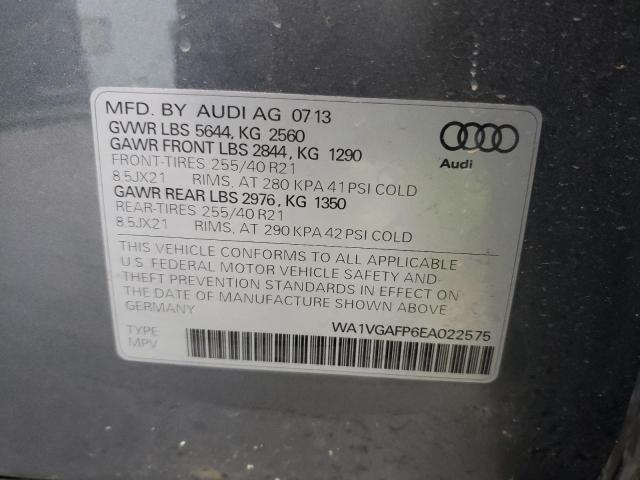 MFD. BY AUDI AG 0713
GVWR LBS 5644, KG 2560
GAWR FRONT LBS 2844, KG 1290
FRONT-TIRES 255/40 R21
8.5JX21 RIMS, AT 280 KPA 41 PSI COLD
GAWR REAR LBS 2976, KG 1350
REAR-TIRES 255/40 R21
8.5JX21 RIMS, AT 290 KPA 42 PSI COLD
THIS VEHICLE CONFORMS TO ALL APPLICABLE
U.S. FEDERAL MOTOR VEHICLE SAFETY AND
THEFT PREVENTION STANDARDS IN EFFECT ON
THE DATE OF MANUFACTURE SHOWN ABOVE
GERMANY
WA1VGAFP6EA022575
TYPE
MPV
Audi